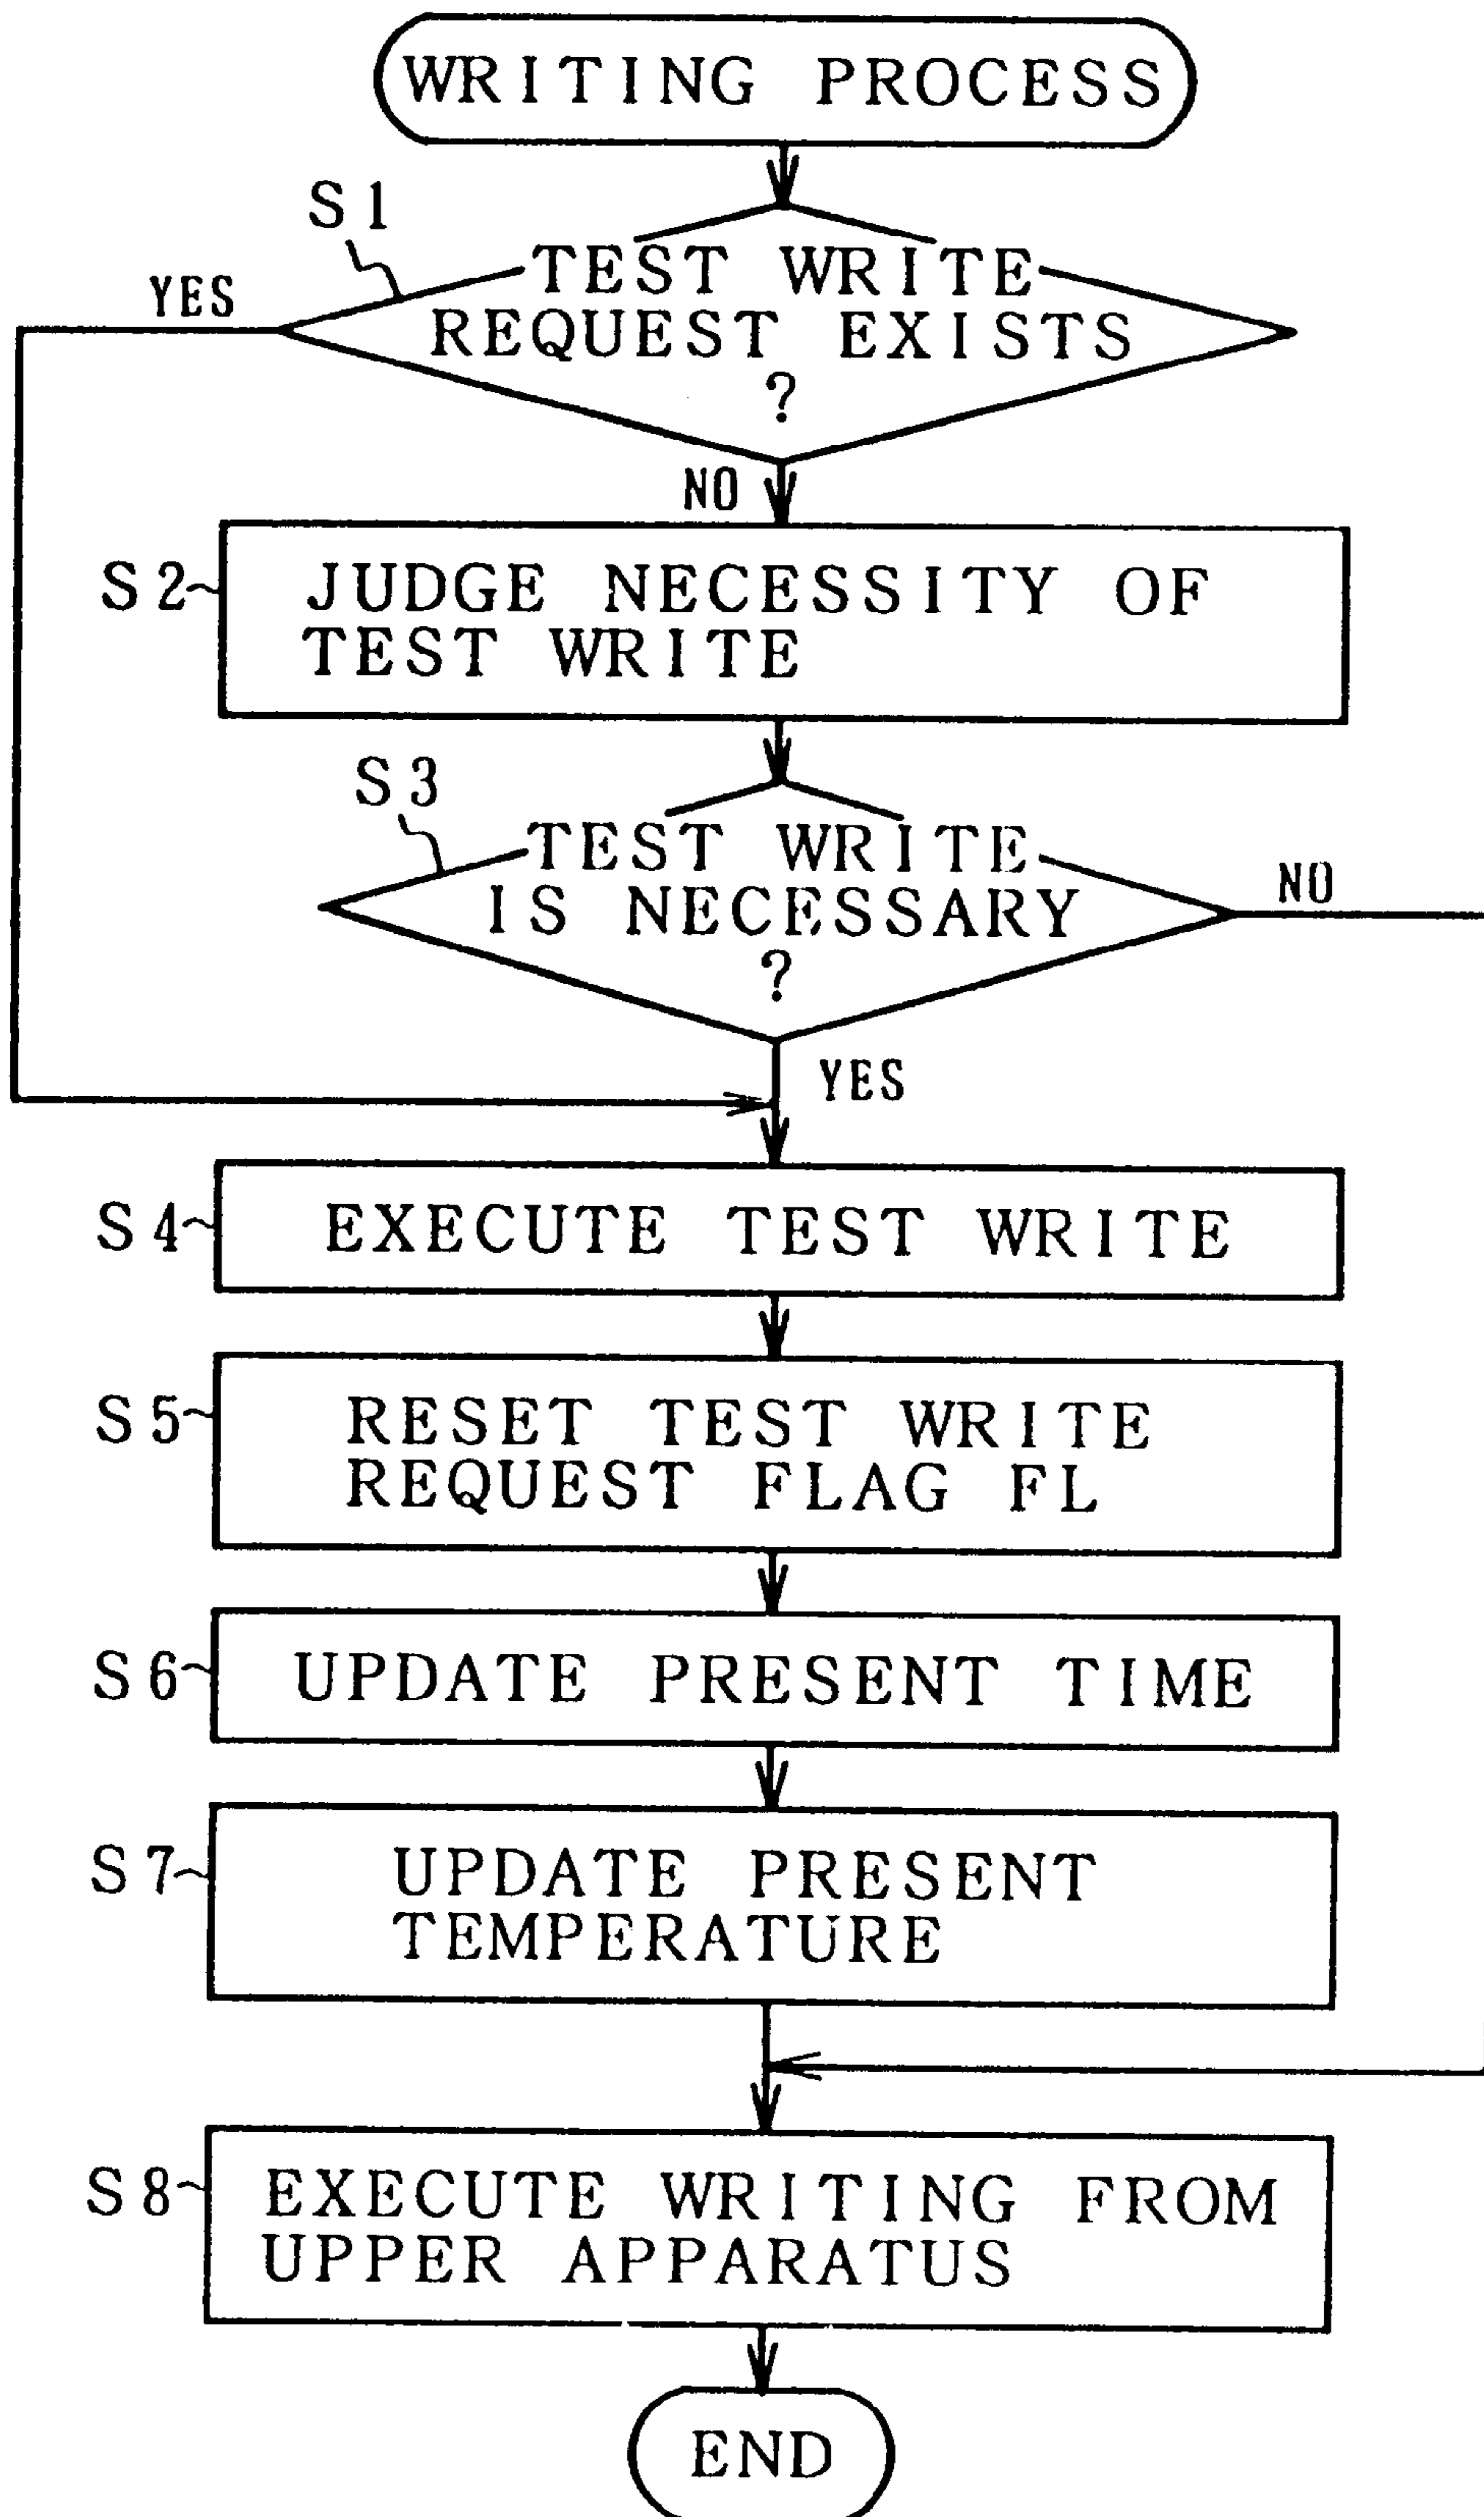 WRITING PROCESS
S1
YES
TEST WRITE
REQUEST EXISTS
?
NO
S2
JUDGE NECESSITY OF
TEST WRITE
S3
TEST WRITE
IS NECESSARY
?
NO
YES
S4
EXECUTE TEST WRITE
S5
RESET TEST WRITE
REQUEST FLAG FL
S6
UPDATE PRESENT TIME
S7
UPDATE PRESENT
TEMPERATURE
S8
EXECUTE WRITING FROM
UPPER APPARATUS
END